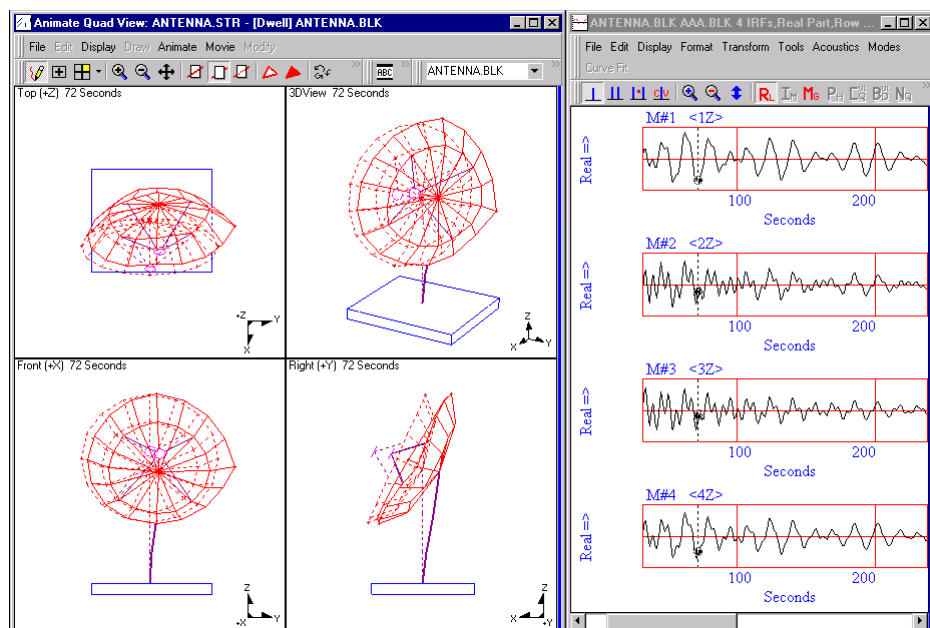 Animate Quad View: ANTENNA.STR - [Dwell] ANTENNA.BLK
File Edit Display Draw Animate Movie Modify
ABC
ANTENNA.BLK
Top (+Z) 72 Seconds
+Z
Y
X
3DView 72 Seconds
Z
X
Y
Front (+X) 72 Seconds
Z
+X
Y
Right (+Y) 72 Seconds
Z
X
+Y
ANTENNA.BLK AAA.BLK 4 IRFs,Real Part,Row ...
File Edit Display Format Transform Tools Acoustics Modes
Curve Fit
M#1 <1Z>
Real =>
100
200
Seconds
M#2 <2Z>
Real =>
100
200
Seconds
M#3 <3Z>
Real =>
100
200
Seconds
M#4 <4Z>
Real =>
100
200
Seconds